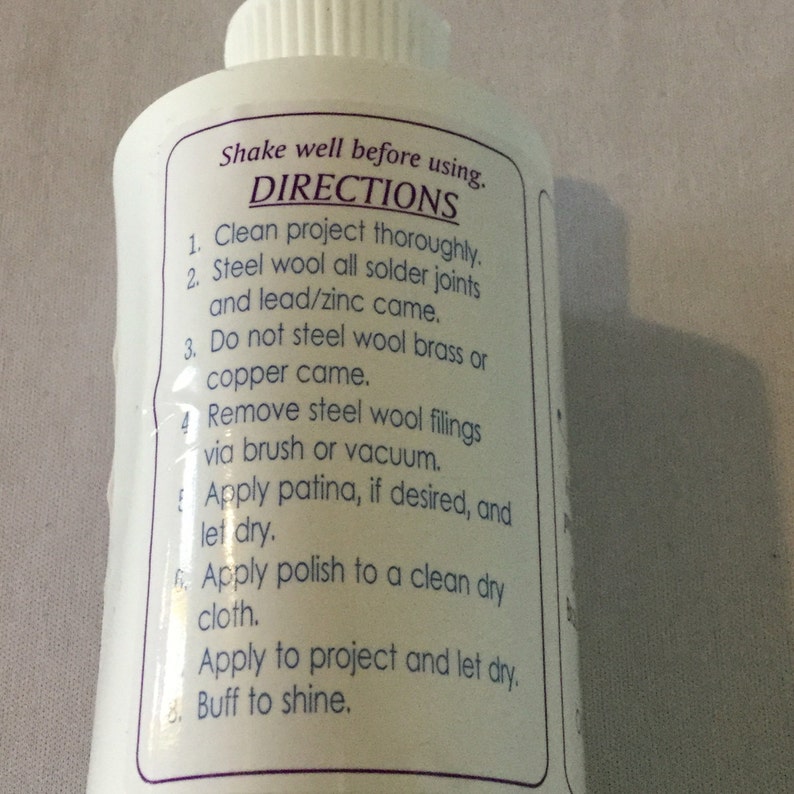 Shake well before using.
DIRECTIONS
1. Clean project thoroughly.
2. Steel wool all solder joints
and lead/zinc came.
3. Do not steel wool brass or
copper came.
4. Remove steel wool filings
via brush or vacuum.
5. Apply patina, if desired, and
let dry.
6. Apply polish to a clean dry
cloth.
Apply to project and let dry.
8. Buff to shine.